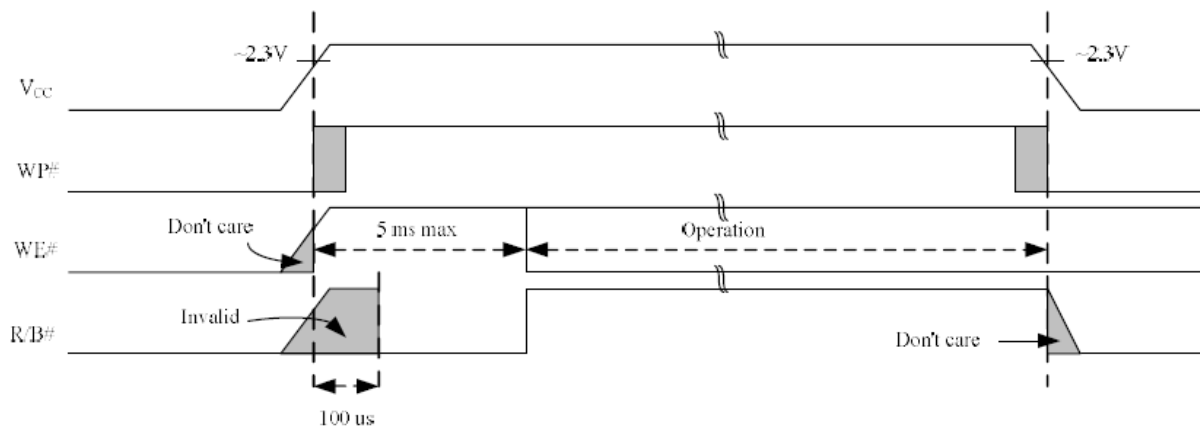 ~2.3V
~2.3V
VCC
WP#
Don't care
5 ms max
Operation
WE#
Invalid
R/B#
Don't care
100 us